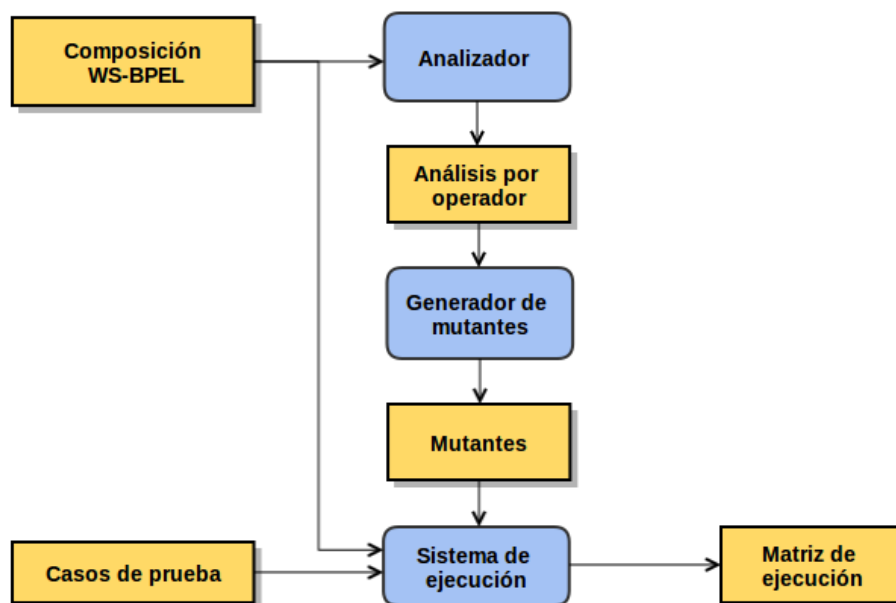 Composición
WS-BPEL
Analizador
Análisis por
operador
Generador de
mutantes
Mutantes
Casos de prueba
Sistema de
ejecución
Matriz de
ejecución